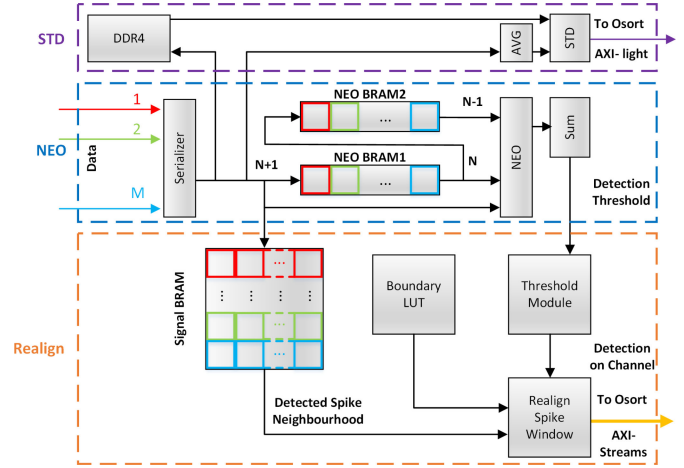 STD
DDR4
AVG
STD
To Osort
AXI- light
NEO
Data
1
2
M
Serializer
N+1
NEO BRAM2
...
NEO BRAM1
...
N-1
N
NEO
Sum
Detection
Threshold
Realign
Signal BRAM
...
...
...
Boundary
LUT
Threshold
Module
Detection
on Channel
Detected Spike
Neighbourhood
Realign
Spike
Window
To Osort
AXI-
Streams